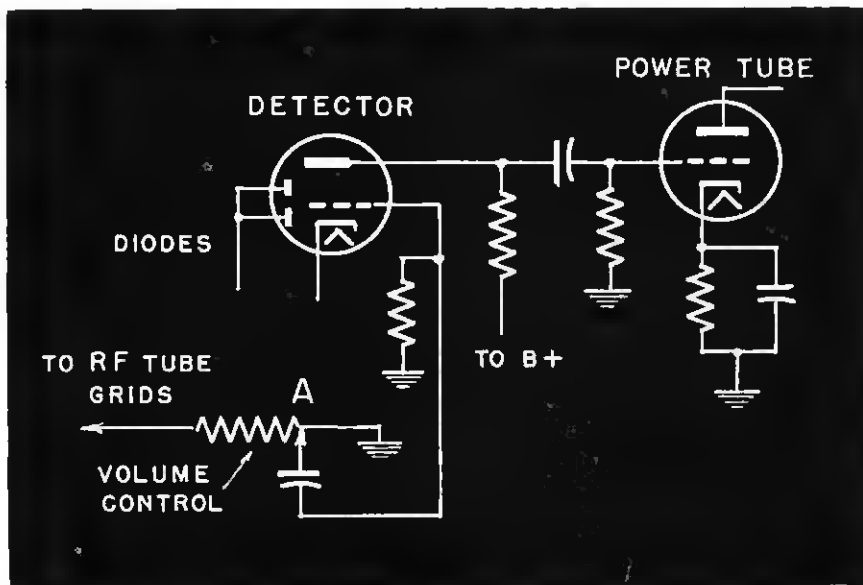 POWER TUBE
DETECTOR
DIODES
TO B+
TO RF TUBE
GRIDS
A
VOLUME
CONTROL